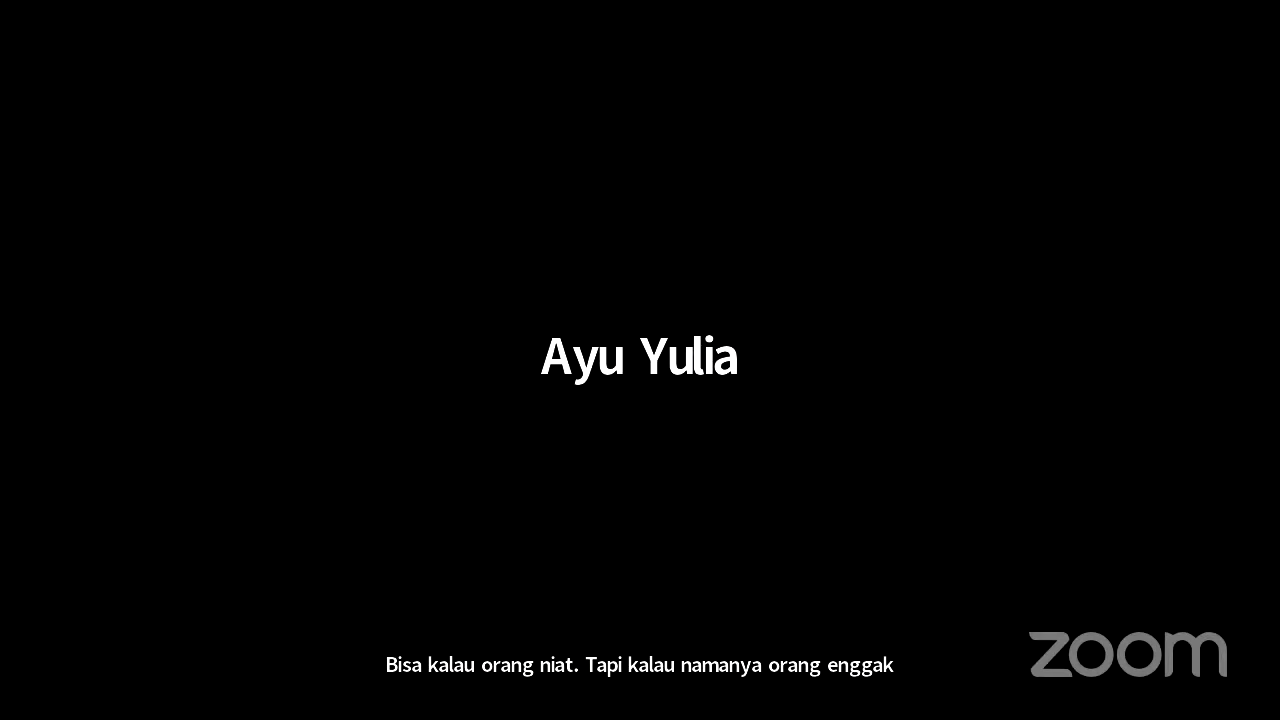 Ayu Yulia
Bisa kalau orang niat. Tapi kalau namanya orang enggak
zoom